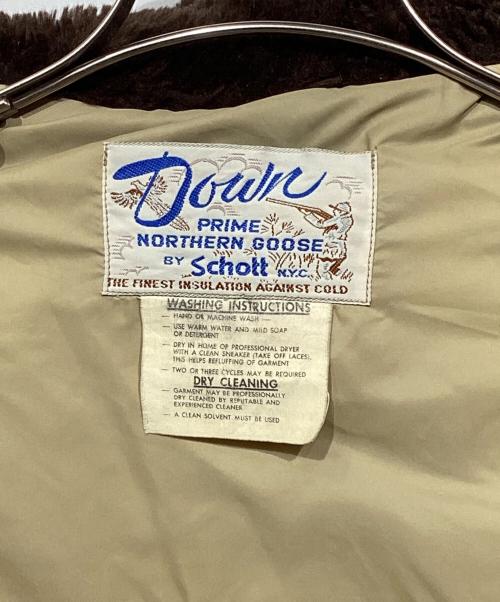 Down
PRIME
NORTHERN GOOSE
BY Schott N.Y.C.
THE FINEST INSULATION AGAINST COLD
WASHING INSTRUCTIONS
— HAND OR MACHINE WASH —
— USE WARM WATER AND MILD SOAP
OR DETERGENT
— DRY IN HOME OF PROFESSIONAL DRYER
WITH A CLEAN SNEAKER (TAKE OFF LACES).
THIS HELPS REFLUFFING OF GARMENT
— TWO OR THREE CYCLES MAY BE REQUIRED
DRY CLEANING
— GARMENT MAY BE PROFESSIONALLY
DRY CLEANED BY REPUTABLE AND
EXPERIENCED CLEANER
— A CLEAN SOLVENT MUST BE USED